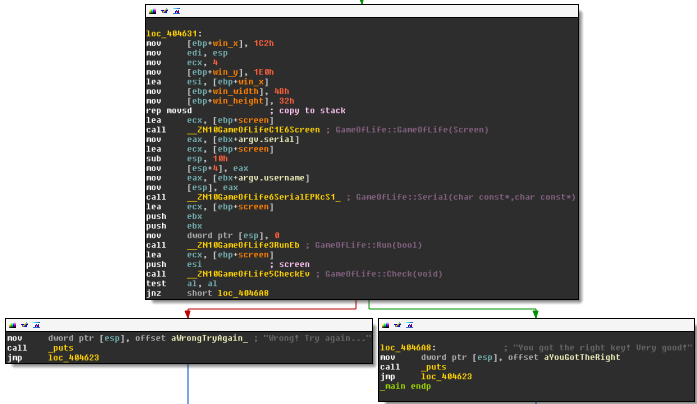 loc_404631:
mov [ebp+win_x], 1C2h
mov edi, esp
mov ecx, 4
mov [ebp+win_y], 1E0h
lea esi, [ebp+win_x]
mov [ebp+win_width], 4Bh
mov [ebp+win_height], 32h
rep movsd ; copy to stack
lea ecx, [ebp+screen]
call __ZN10GameOfLifeC1E6Screen ; GameOfLife::GameOfLife(Screen)
mov eax, [ebx+argv.serial]
lea ecx, [ebp+screen]
sub esp, 10h
mov [esp+4], eax
mov eax, [ebx+argv.username]
mov [esp], eax
call __ZN10GameOfLife6SerialEPKcS1_ ; GameOfLife::Serial(char const*,char const*)
lea ecx, [ebp+screen]
push ebx
push ebx
mov dword ptr [esp], 0
call __ZN10GameOfLife3RunEb ; GameOfLife::Run(bool)
lea ecx, [ebp+screen]
push esi ; screen
call __ZN10GameOfLife5CheckEv ; GameOfLife::Check(void)
test al, al
jnz short loc_4046A8
mov dword ptr [esp], offset aWrongTryAgain_ ; "Wrong! Try again..."
call _puts
jmp loc_404623
loc_4046A8: ; "You got the right key! Very good!"
mov dword ptr [esp], offset aYouGotTheRight
call _puts
jmp loc_404623
_main endp